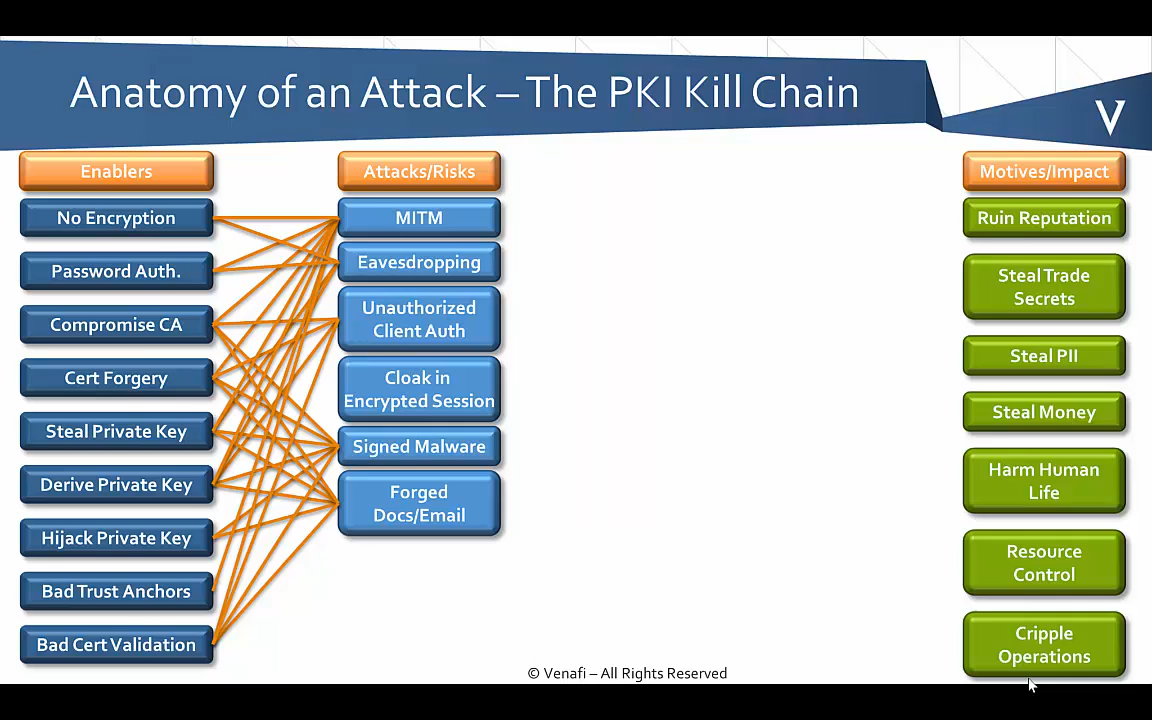 Anatomy of an Attack – The PKI Kill Chain
V
Enablers
No Encryption
Password Auth.
Compromise CA
Cert Forgery
Steal Private Key
Derive Private Key
Hijack Private Key
Bad Trust Anchors
Bad Cert Validation
Attacks/Risks
MITM
Eavesdropping
Unauthorized
Client Auth
Cloak in
Encrypted Session
Signed Malware
Forged
Docs/Email
Motives/Impact
Ruin Reputation
Steal Trade
Secrets
Steal PII
Steal Money
Harm Human
Life
Resource
Control
Cripple
Operations
© Venafi – All Rights Reserved